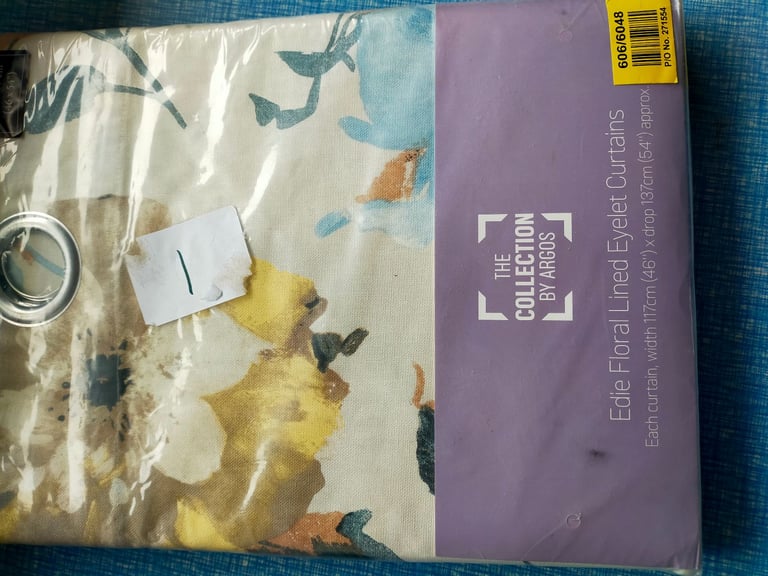 606/6048
P/O No. 271554
THE
COLLECTION
BY ARGOS
Edie Floral Lined Eyelet Curtains
Each curtain, width 117cm (46") x drop 137cm (54") approx.
1